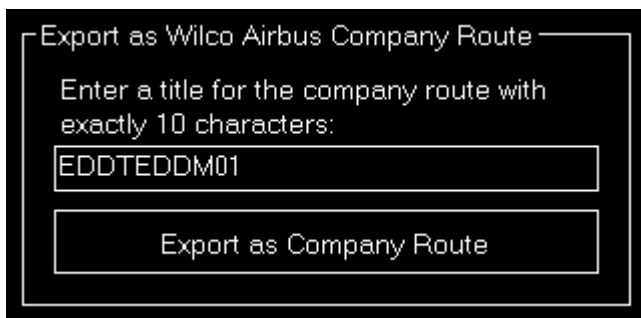 Export as Wilco Airbus Company Route
Enter a title for the company route with
exactly 10 characters:
EDDTEDDM01
Export as Company Route